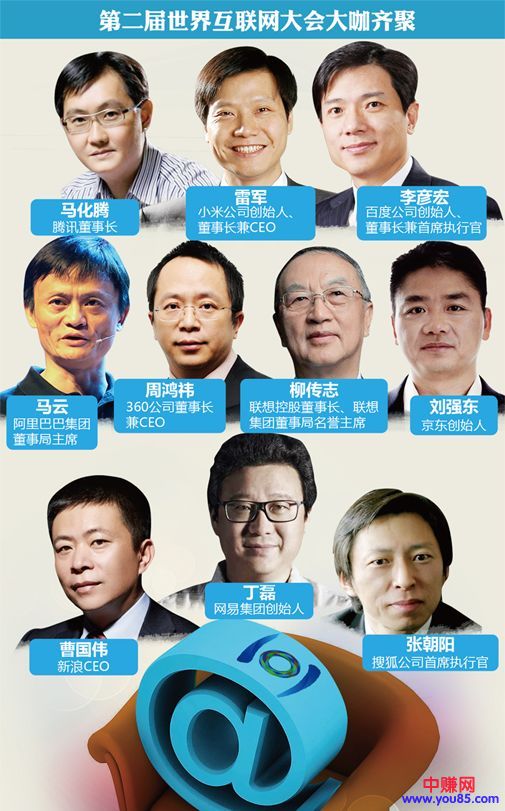 第二届世界互联网大会大咖齐聚
马化腾
腾讯董事长
雷军
小米公司创始人、
董事长兼CEO
李彦宏
百度公司创始人、
董事长兼首席执行官
马云
阿里巴巴集团
董事局主席
周鸿祎
360公司董事长
兼CEO
柳传志
联想控股董事长、联想
集团董事局名誉主席
刘强东
京东创始人
曹国伟
新浪CEO
丁磊
网易集团创始人
张朝阳
搜狐公司首席执行官
@
中赚网
www.you85.com